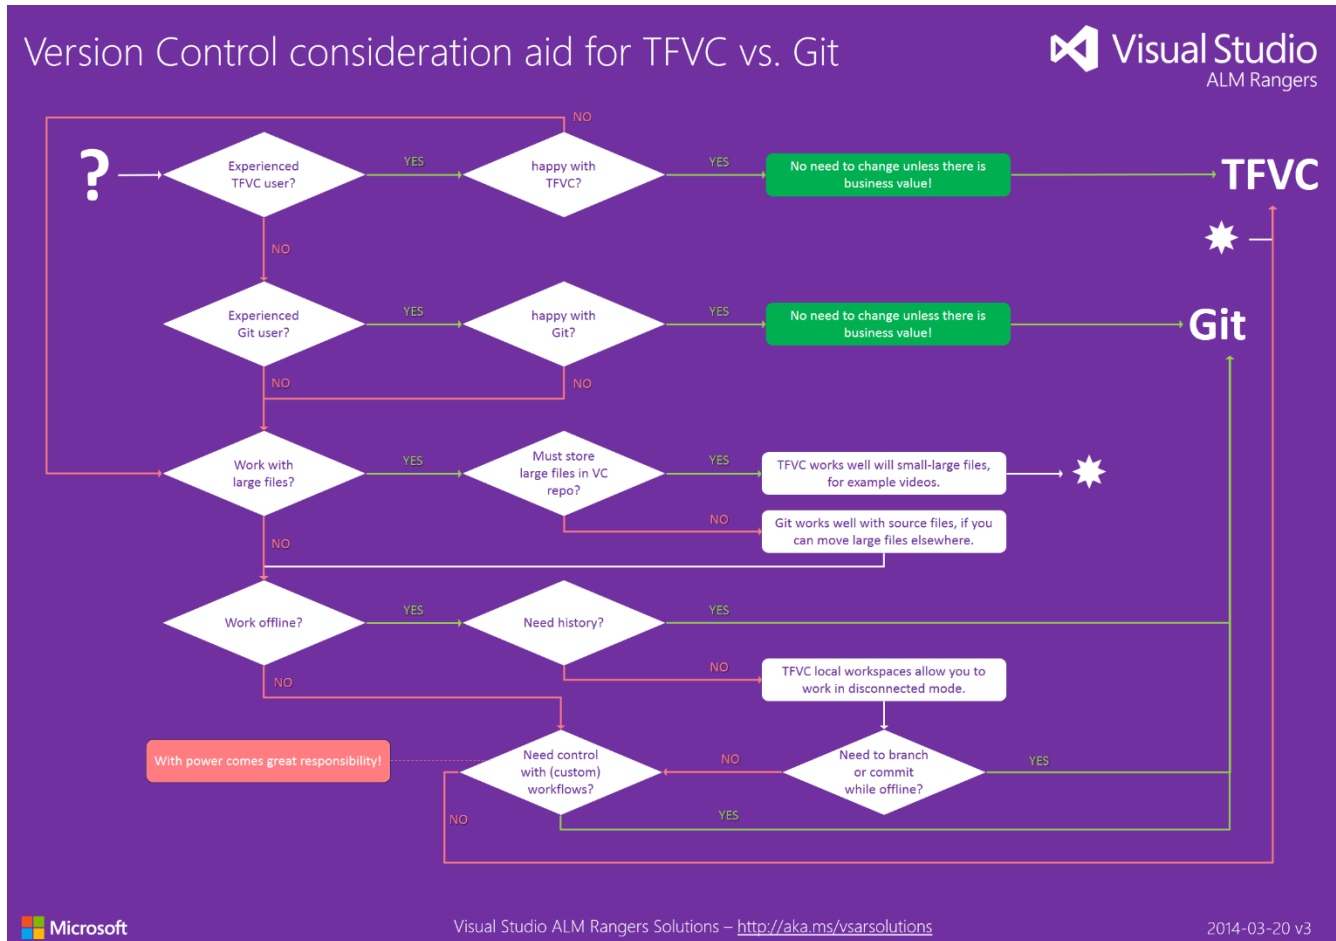 Version Control consideration aid for TFVC vs. Git
Visual Studio
ALM Rangers
NO
?
Experienced
TFVC user?
YES
happy with
TFVC?
YES
No need to change unless there is
business value!
TFVC
NO
Experienced
Git user?
YES
happy with
Git?
YES
No need to change unless there is
business value!
Git
NO
NO
Work with
large files?
YES
Must store
large files in VC
repo?
YES
TFVC works well will small-large files,
for example videos.
NO
Git works well with source files, if you
can move large files elsewhere.
NO
Work offline?
YES
Need history?
YES
NO
TFVC local workspaces allow you to
work in disconnected mode.
NO
With power comes great responsibility!
Need control
with (custom)
workflows?
NO
Need to branch
or commit
while offline?
YES
NO
YES
Microsoft
Visual Studio ALM Rangers Solutions – http://aka.ms/vsarsolutions
2014-03-20 v3